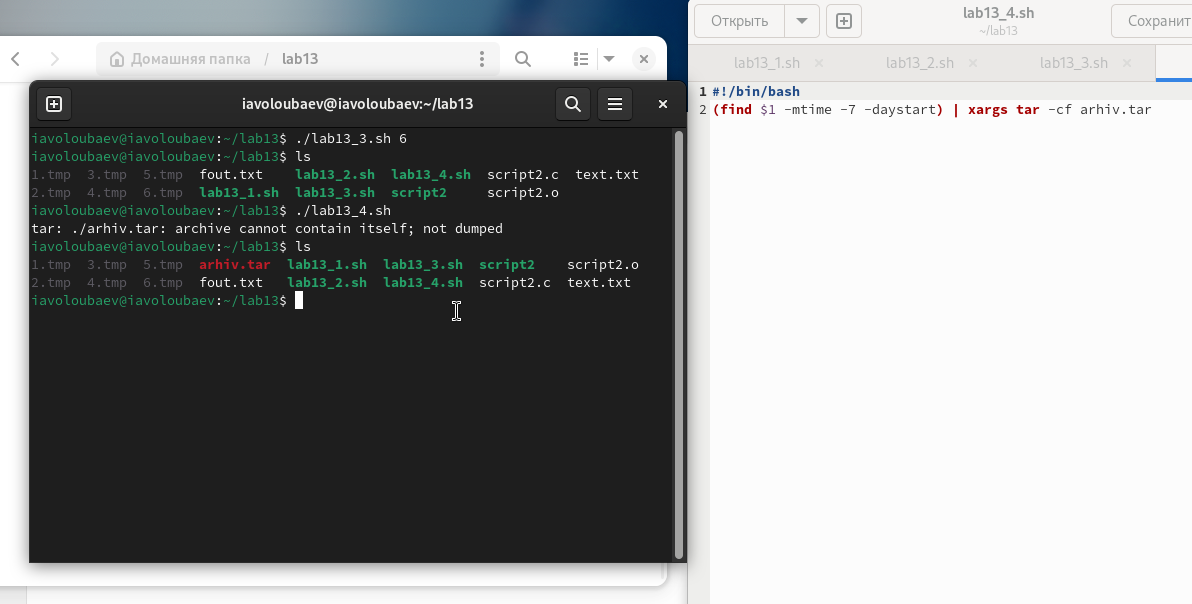 Открыть
lab13_4.sh
~/lab13
Сохранит
Домашняя папка / lab13
lab13_1.sh
lab13_2.sh
lab13_3.sh
iavoloubaev@iavoloubaev:~/lab13
iavoloubaev@iavoloubaev:~/lab13$ ./lab13_3.sh 6
iavoloubaev@iavoloubaev:~/lab13$ ls
1.tmp 3.tmp 5.tmp fout.txt lab13_2.sh lab13_4.sh script2.c text.txt
2.tmp 4.tmp 6.tmp lab13_1.sh lab13_3.sh script2 script2.o
iavoloubaev@iavoloubaev:~/lab13$ ./lab13_4.sh
tar: ./arhiv.tar: archive cannot contain itself; not dumped
iavoloubaev@iavoloubaev:~/lab13$ ls
1.tmp 3.tmp 5.tmp arhiv.tar lab13_1.sh lab13_3.sh script2 script2.o
2.tmp 4.tmp 6.tmp fout.txt lab13_2.sh lab13_4.sh script2.c text.txt
iavoloubaev@iavoloubaev:~/lab13$
1 #!/bin/bash
2 (find $1 -mtime -7 -daystart) | xargs tar -cf arhiv.tar